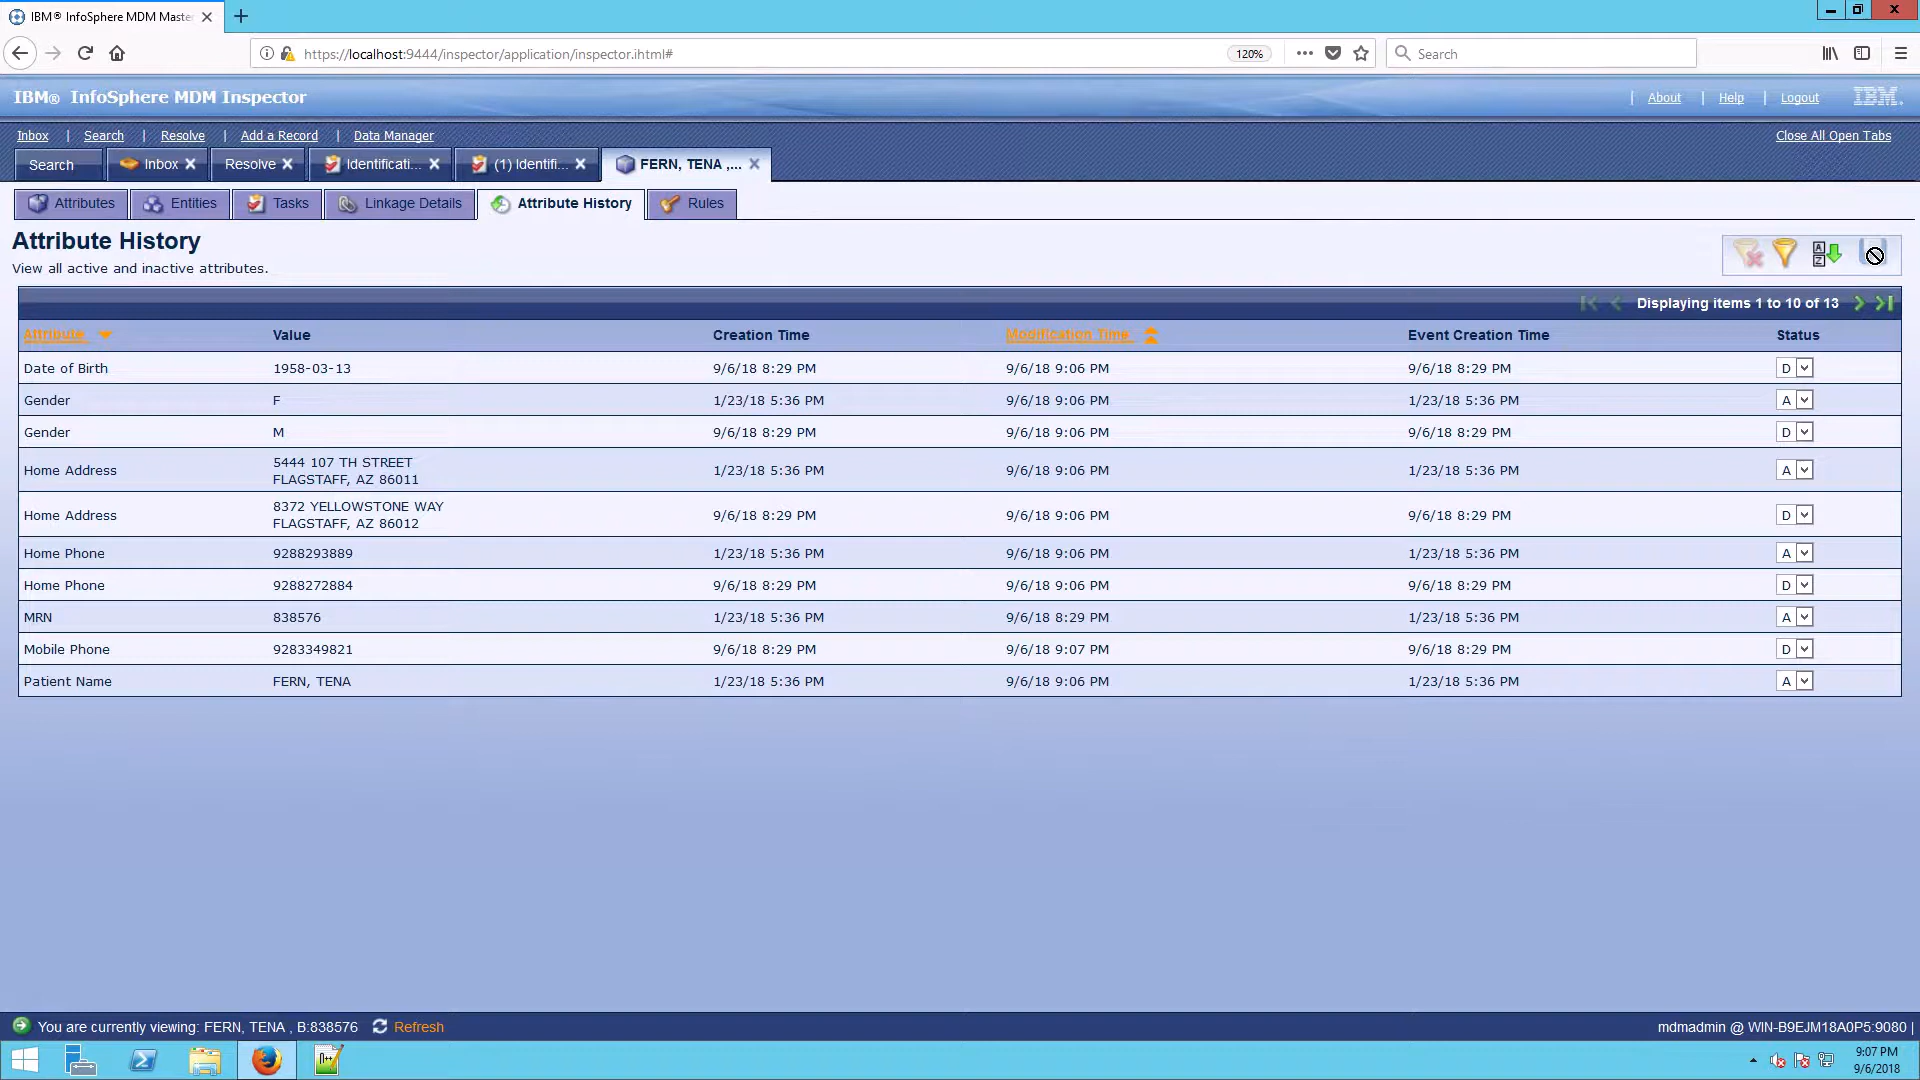 IBM® InfoSphere MDM Maste
https://localhost:9444/inspector/application/inspector.ihtml#
120%
Search
IBM® InfoSphere MDM Inspector
| About | Help | Logout IBM.
Inbox | Search | Resolve | Add a Record | Data Manager
Close All Open Tabs
Search
Inbox
Resolve
Identificati...
(1) Identifi...
FERN, TENA ,...
Attributes
Entities
Tasks
Linkage Details
Attribute History
Rules
Attribute History
View all active and inactive attributes.
A
Z
Displaying items 1 to 10 of 13
Attribute Value Creation Time Modification Time Event Creation Time Status
Date of Birth 1958-03-13 9/6/18 8:29 PM 9/6/18 9:06 PM 9/6/18 8:29 PM D
Gender F 1/23/18 5:36 PM 9/6/18 9:06 PM 1/23/18 5:36 PM A
Gender M 9/6/18 8:29 PM 9/6/18 9:06 PM 9/6/18 8:29 PM D
Home Address 5444 107 TH STREET
FLAGSTAFF, AZ 86011 1/23/18 5:36 PM 9/6/18 9:06 PM 1/23/18 5:36 PM A
Home Address 8372 YELLOWSTONE WAY
FLAGSTAFF, AZ 86012 9/6/18 8:29 PM 9/6/18 9:06 PM 9/6/18 8:29 PM D
Home Phone 9288293889 1/23/18 5:36 PM 9/6/18 9:06 PM 1/23/18 5:36 PM A
Home Phone 9288272884 9/6/18 8:29 PM 9/6/18 9:06 PM 9/6/18 8:29 PM D
MRN 838576 1/23/18 5:36 PM 9/6/18 8:29 PM 1/23/18 5:36 PM A
Mobile Phone 9283349821 9/6/18 8:29 PM 9/6/18 9:07 PM 9/6/18 8:29 PM D
Patient Name FERN, TENA 1/23/18 5:36 PM 9/6/18 9:06 PM 1/23/18 5:36 PM A
You are currently viewing: FERN, TENA , B:838576 Refresh
mdmadmin @ WIN-B9EJM18A0P5:9080 |
9:07 PM
9/6/2018